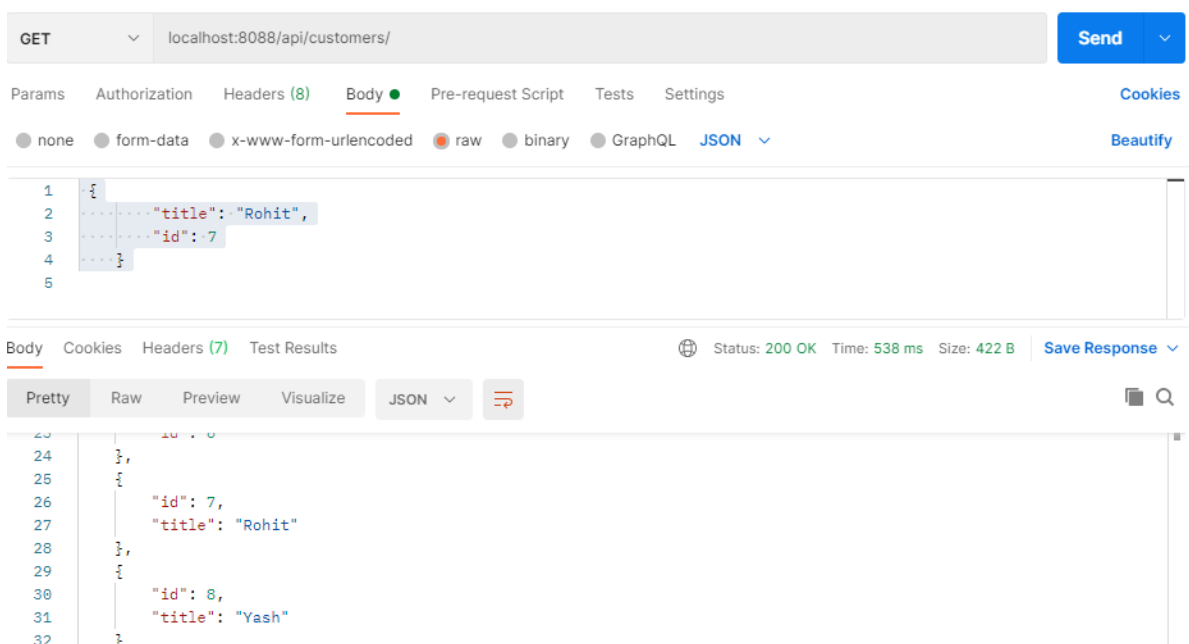 GET localhost:8088/api/customers/ Send
Params Authorization Headers (8) Body Pre-request Script Tests Settings Cookies
none form-data x-www-form-urlencoded raw binary GraphQL JSON Beautify
1 {
2 "title": "Rohit",
3 "id": 7
4 }
5
Body Cookies Headers (7) Test Results Status: 200 OK Time: 538 ms Size: 422 B Save Response
Pretty Raw Preview Visualize JSON
24 },
25 {
26 "id": 7,
27 "title": "Rohit"
28 },
29 {
30 "id": 8,
31 "title": "Yash"
32 }